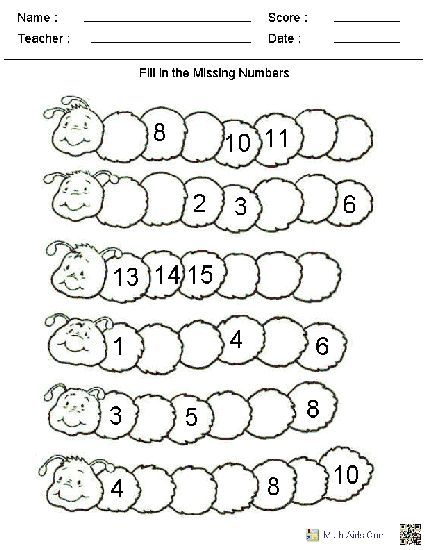 Name : Score :
Teacher : Date :
Fill in the Missing Numbers
8 10 11
2 3 6
13 14 15
1 4 6
3 5 8
4 8 10